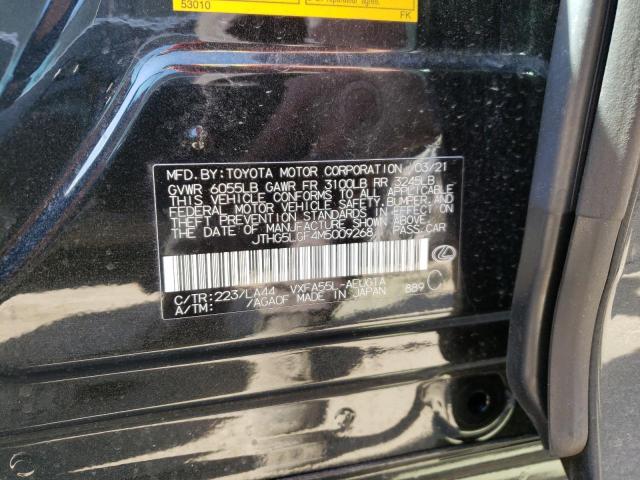 53010
FK
MFD.BY:TOYOTA MOTOR CORPORATION 03/21
GVWR 6055LB GAWR FR 3100LB RR 3245LB
THIS VEHICLE CONFORMS TO ALL APPLICABLE
FEDERAL MOTOR VEHICLE SAFETY, BUMPER, AND
THEFT PREVENTION STANDARDS IN EFFECT ON
THE DATE OF MANUFACTURE SHOWN ABOVE.
JTHG5LGF4M5009268 PASS.CAR
C/TR:223/LA44 VXFA55L-AEUGTA
A/TM: /AGA0F MADE IN JAPAN 889 C